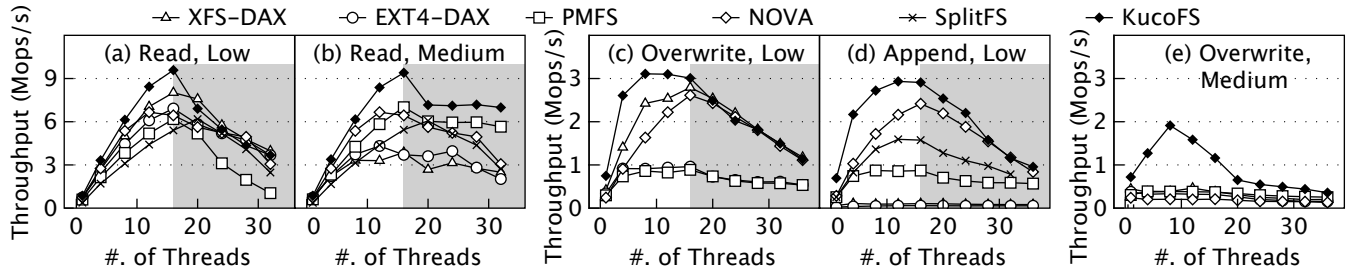 XFS-DAX EXT4-DAX PMFS NOVA SplitFS KucoFS
(a) Read, Low
(b) Read, Medium
(c) Overwrite, Low
(d) Append, Low
(e) Overwrite,
Medium
Throughput (Mops/s)
9
6
3
0
0 10 20 30
#. of Threads
0 10 20 30
#. of Threads
Throughput (Mops/s)
3
2
1
0
0 10 20 30
#. of Threads
0 10 20 30
#. of Threads
Throughput (Mops/s)
3
2
1
0
0 10 20 30
#. of Threads